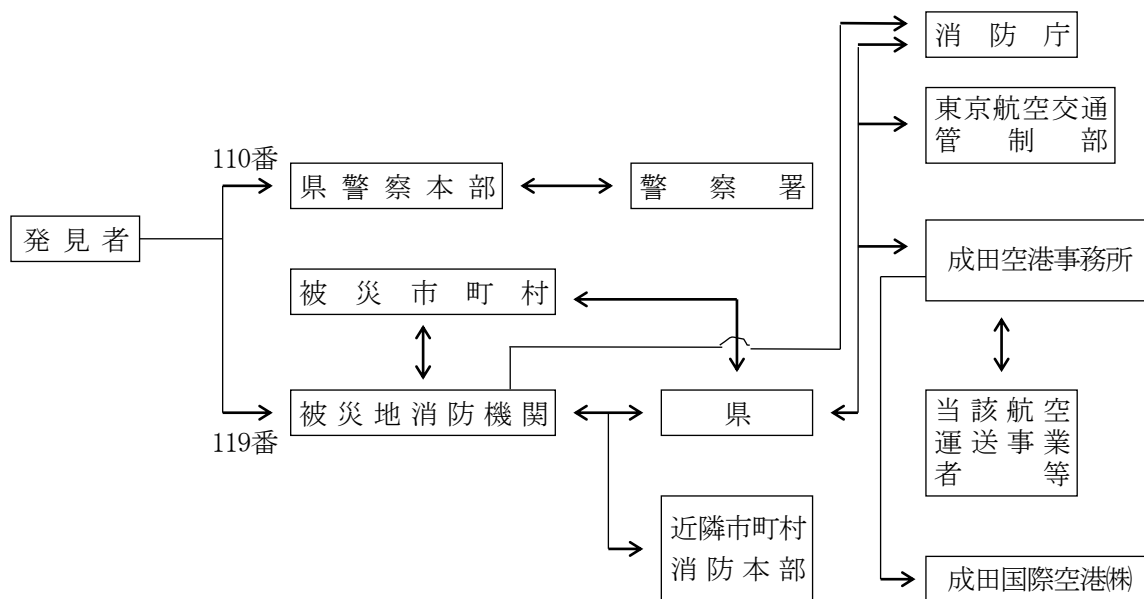 消防庁
東京航空交通
管制部
110番
県警察本部
警察署
発見者
成田空港事務所
被災市町村
被災地消防機関
県
当該航空
運送事業
者等
119番
近隣市町村
消防本部
成田国際空港㈱